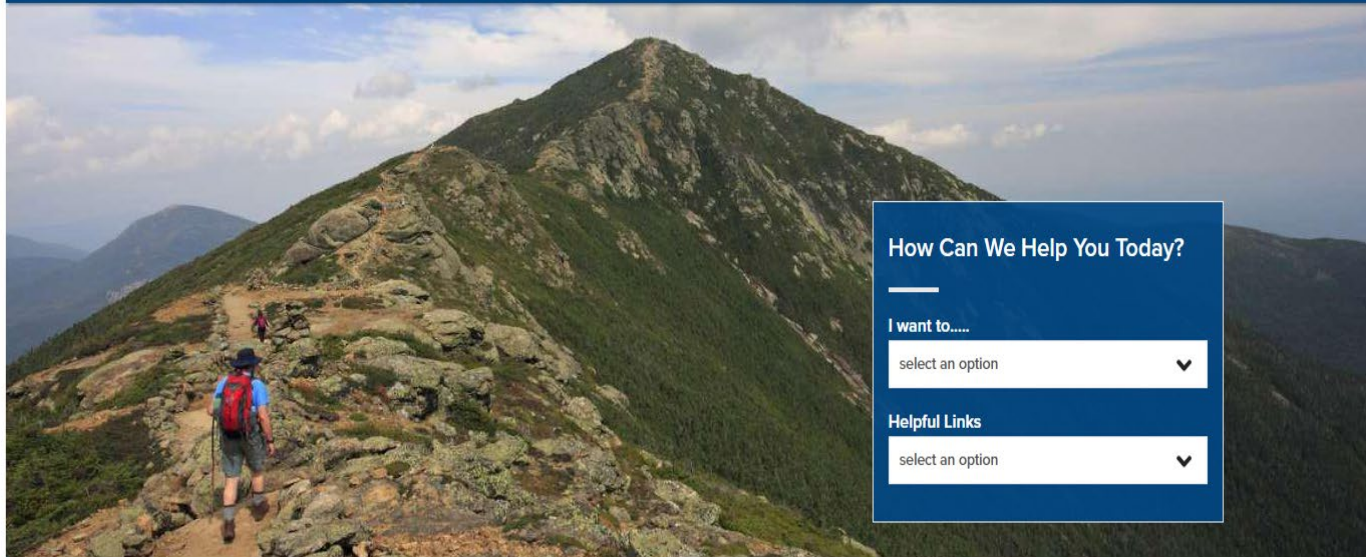 How Can We Help You Today?
I want to.....
select an option
Helpful Links
select an option